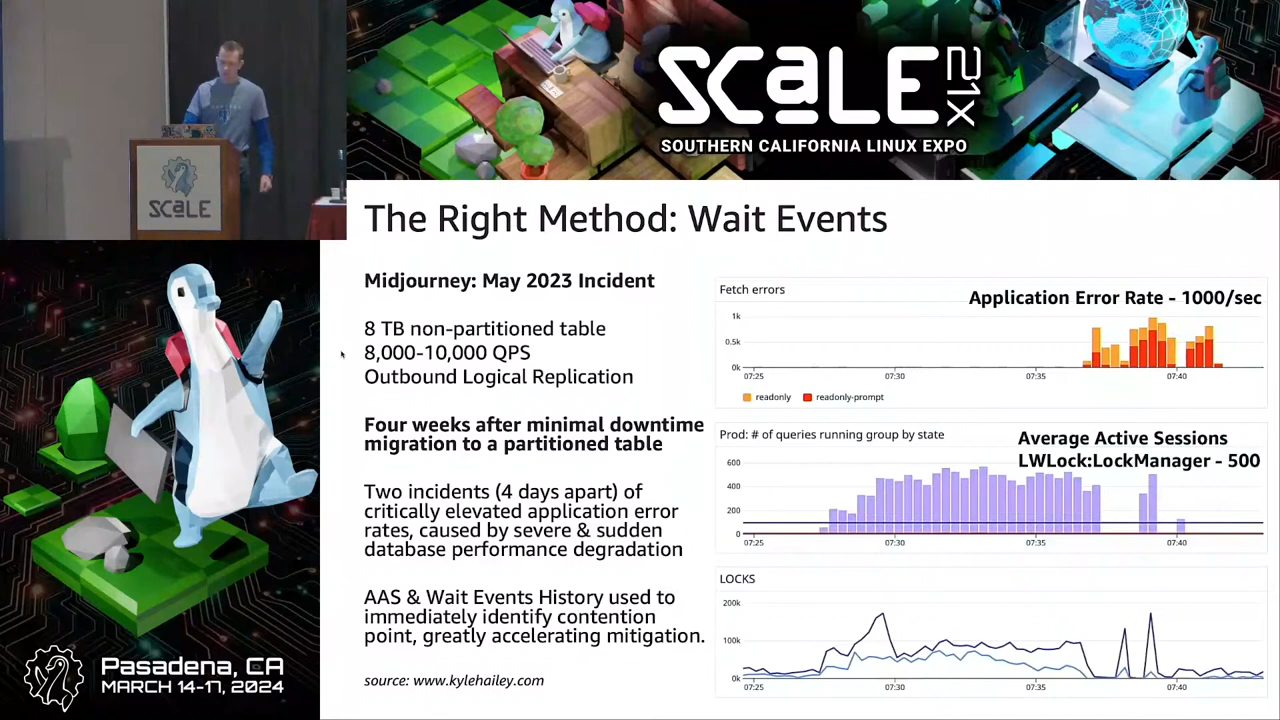 SCALE 21X
SOUTHERN CALIFORNIA LINUX EXPO
SCALE
The Right Method: Wait Events
Midjourney: May 2023 Incident
8 TB non-partitioned table
8,000-10,000 QPS
Outbound Logical Replication
Four weeks after minimal downtime
migration to a partitioned table
Two incidents (4 days apart) of
critically elevated application error
rates, caused by severe & sudden
database performance degradation
AAS & Wait Events History used to
immediately identify contention
point, greatly accelerating mitigation.
source: www.kylehailey.com
Fetch errors
Application Error Rate - 1000/sec
1k
0.5k
0k
07:25 07:30 07:35 07:40
readonly readonly-prompt
Prod: # of queries running group by state
Average Active Sessions
LWLock:LockManager - 500
600
400
200
0
07:25 07:30 07:35 07:40
LOCKS
200k
100k
0k
07:25 07:30 07:35 07:40
Pasadena, CA
MARCH 14-17, 2024